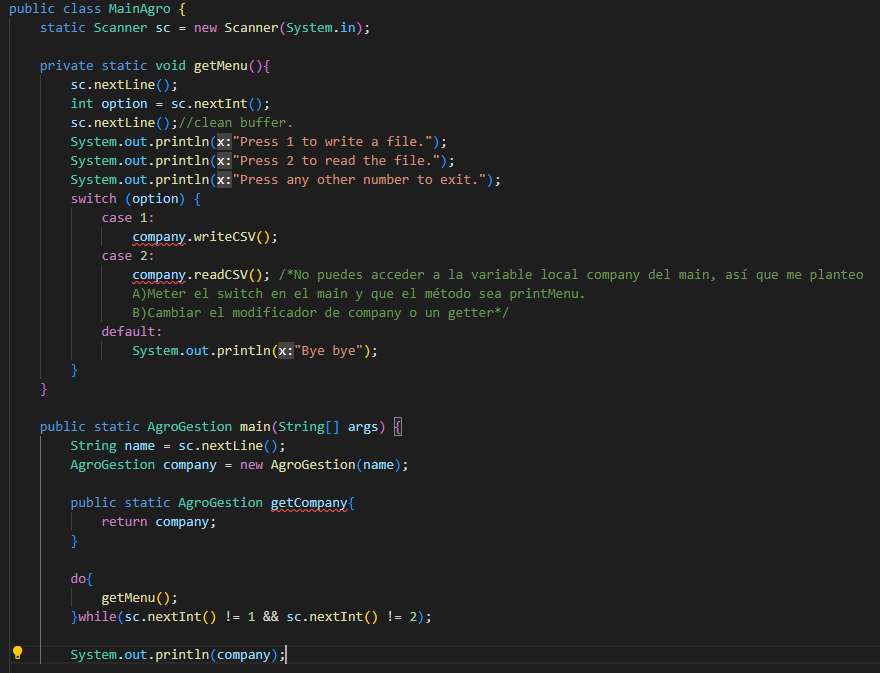 public class MainAgro {
static Scanner sc = new Scanner(System.in);
private static void getMenu(){
sc.nextLine();
int option = sc.nextInt();
sc.nextLine();//clean buffer.
System.out.println(x:"Press 1 to write a file.");
System.out.println(x:"Press 2 to read the file.");
System.out.println(x:"Press any other number to exit.");
switch (option) {
case 1:
company.writeCSV();
case 2:
company.readCSV(); /*No puedes acceder a la variable local company del main, así que me planteo
A)Meter el switch en el main y que el método sea printMenu.
B)Cambiar el modificador de company o un getter*/
default:
System.out.println(x:"Bye bye");
}
}
public static AgroGestion main(String[] args) {
String name = sc.nextLine();
AgroGestion company = new AgroGestion(name);
public static AgroGestion getCompany{
return company;
}
do{
getMenu();
}while(sc.nextInt() != 1 && sc.nextInt() != 2);
System.out.println(company);